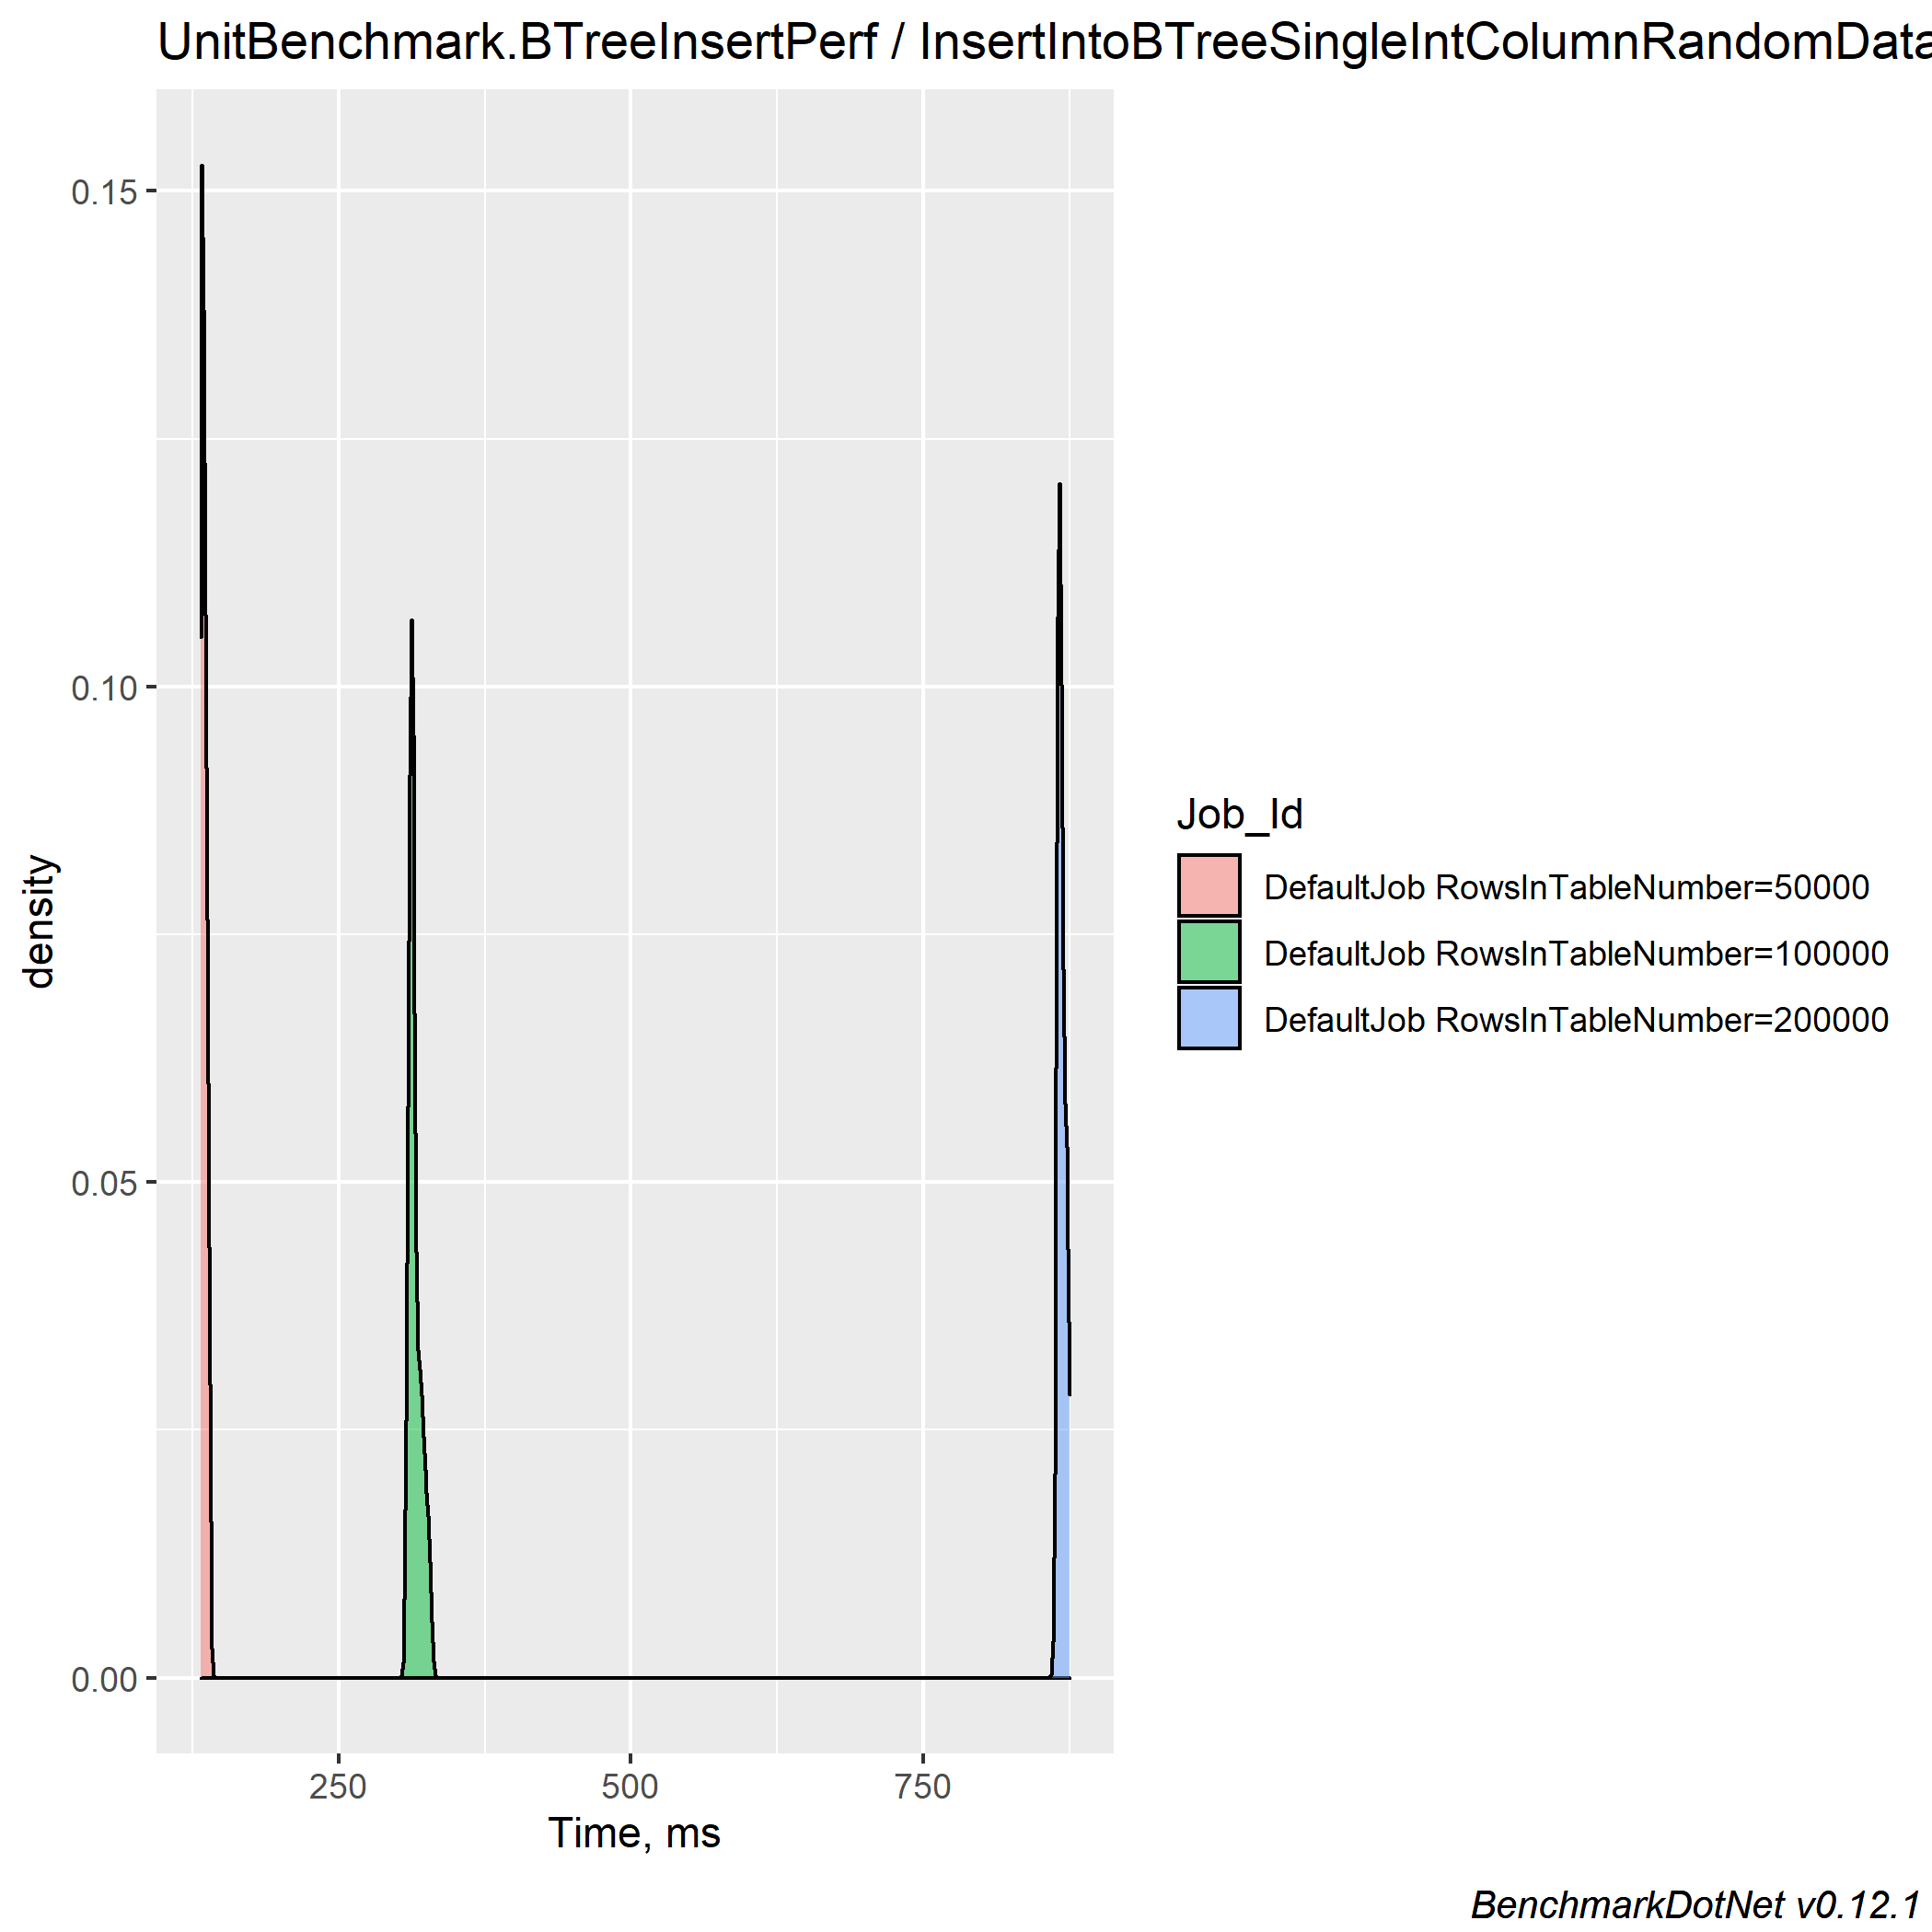 UnitBenchmark.BTreeInsertPerf / InsertIntoBTreeSingleIntColumnRandomData
0.15
0.10
0.05
0.00
density
250 500 750
Time, ms
Job_Id
DefaultJob RowsInTableNumber=50000
DefaultJob RowsInTableNumber=100000
DefaultJob RowsInTableNumber=200000
BenchmarkDotNet v0.12.1